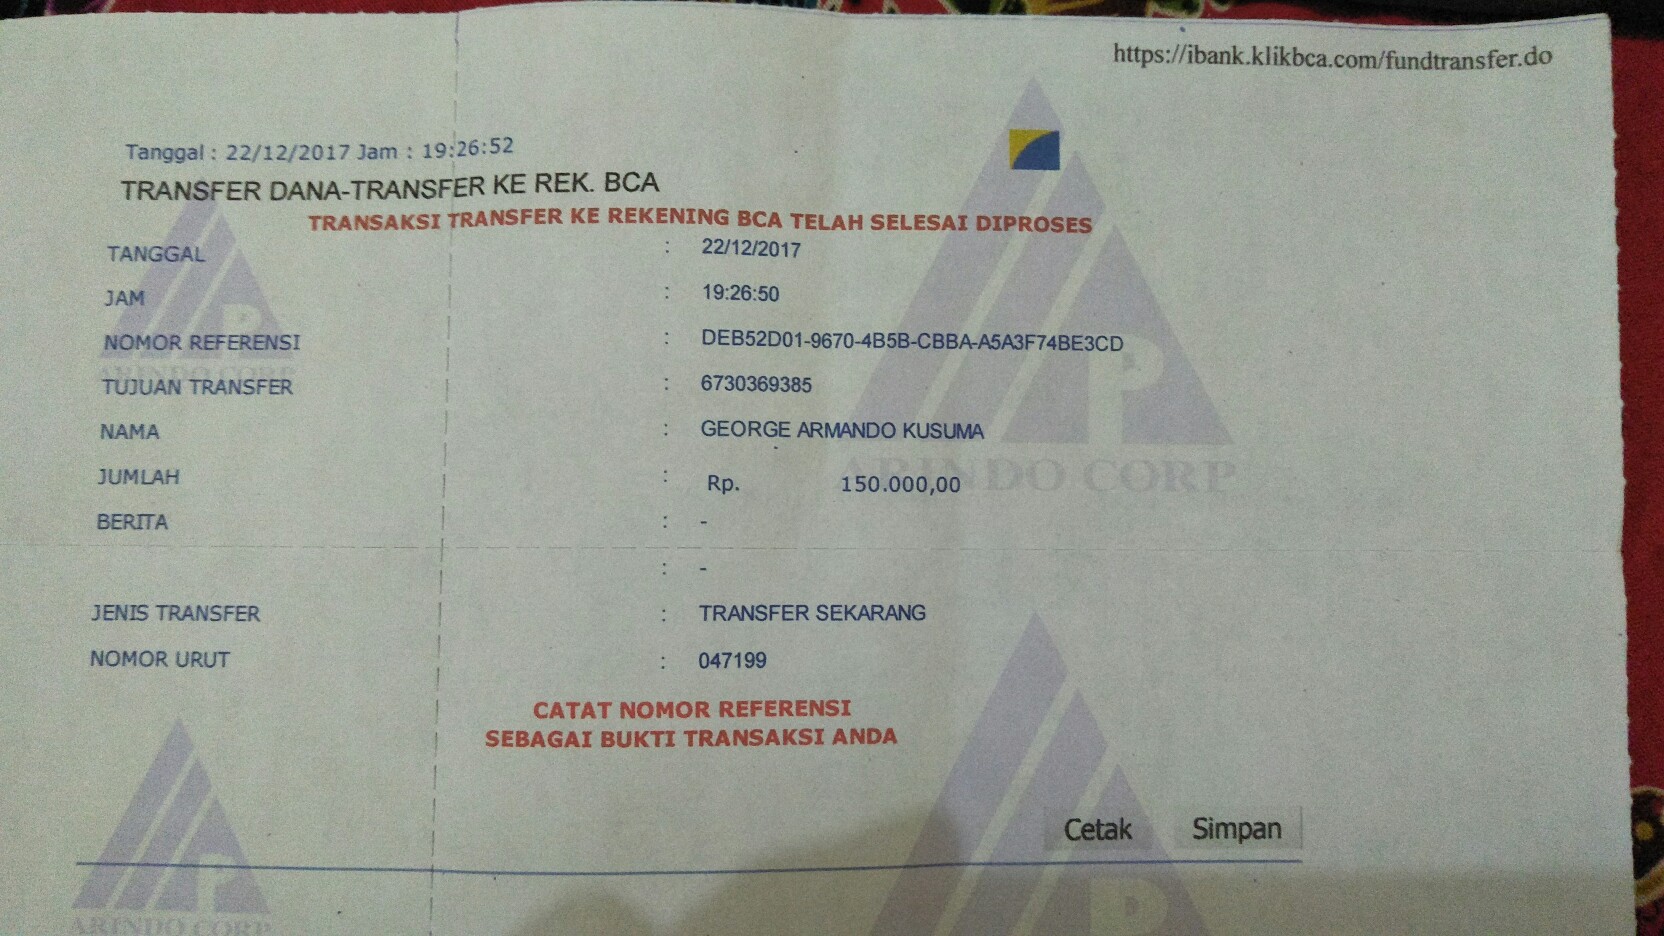 https://ibank.klikbca.com/fundtransfer.do
Tanggal : 22/12/2017 Jam : 19:26:52
TRANSFER DANA-TRANSFER KE REK. BCA
TRANSAKSI TRANSFER KE REKENING BCA TELAH SELESAI DIPROSES
TANGGAL : 22/12/2017
JAM : 19:26:50
NOMOR REFERENSI : DEB52D01-9670-4B5B-CBBA-A5A3F74BE3CD
ARINDO CORP
TUJUAN TRANSFER : 6730369385
NAMA : GEORGE ARMANDO KUSUMA
JUMLAH : Rp. 150.000,00
ARINDO CORP
BERITA : -
: -
JENIS TRANSFER : TRANSFER SEKARANG
NOMOR URUT : 047199
CATAT NOMOR REFERENSI
SEBAGAI BUKTI TRANSAKSI ANDA
Cetak Simpan
ARINDO CORP